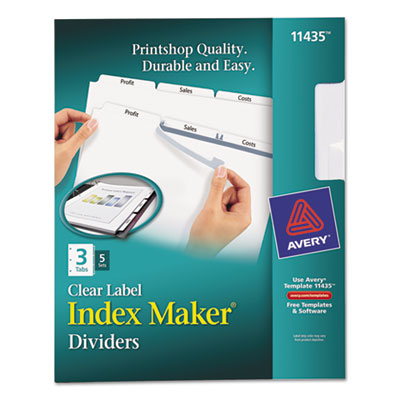 Printshop Quality.
Durable and Easy.
11435™
Profit
Sales
Costs
Profit
Sales
Costs
3
Tabs
5
Sets
AVERY
Clear Label
Index Maker®
Dividers
Use Avery®
Template 11435™
avery.com/templates
Free Templates
& Software